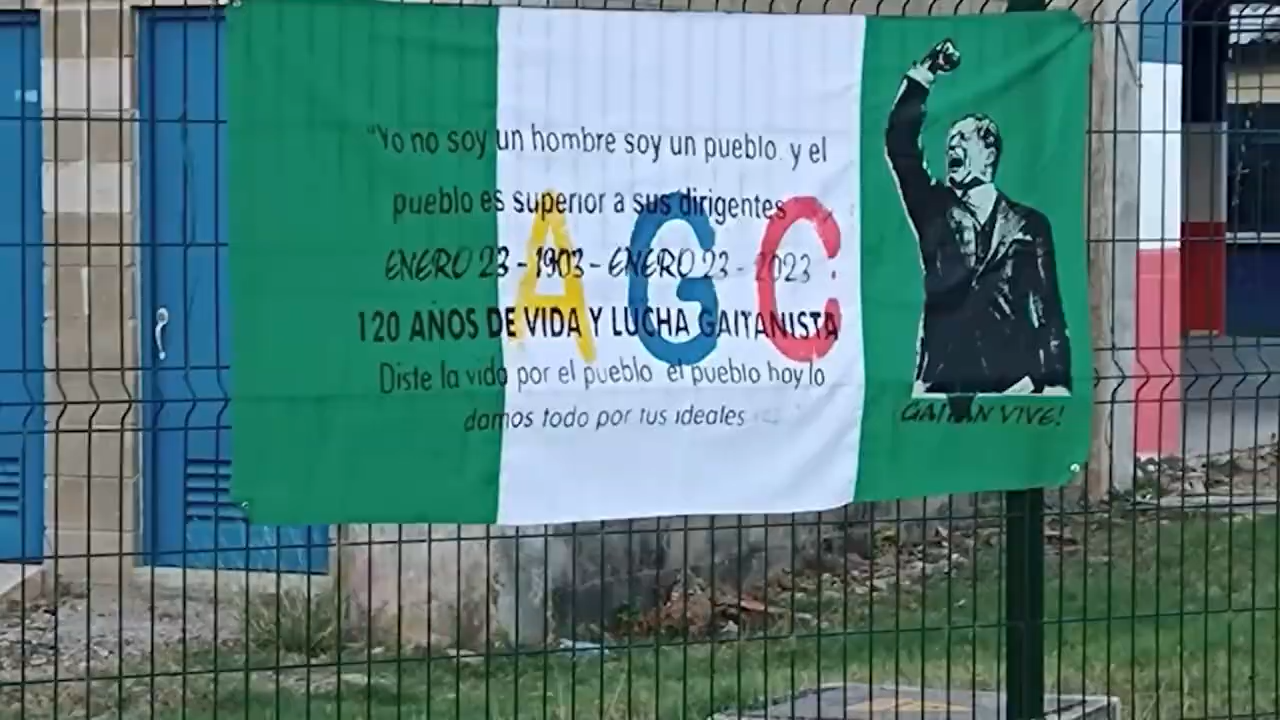 "Yo no soy un hombre soy un pueblo. y el
pueblo es superior a sus dirigentes
AGC
ENERO 23 - 1903 - ENERO 23 - 2023
120 AÑOS DE VIDA Y LUCHA GAITANISTA
Diste la vida por el pueblo el pueblo hoy lo
damos todo por tus ideales
GAITAN VIVE!